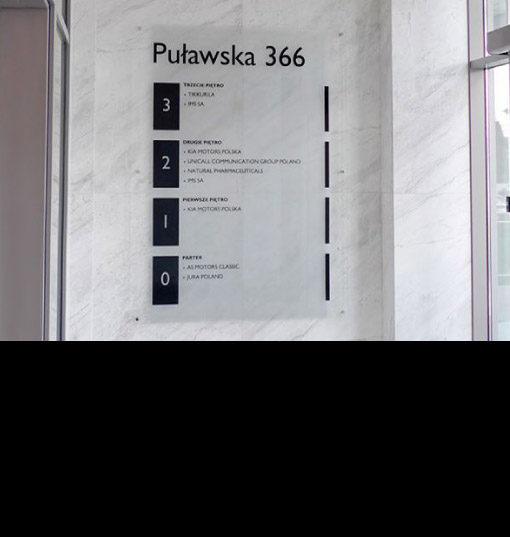 Puławska 366
3
TRZECIE PIĘTRO
• TIKKURILA
• IMS SA
2
DRUGIE PIĘTRO
• KIA MOTORS POLSKA
• UNICALL COMMUNICATION GROUP POLAND
• NATURAL PHARMACEUTICALS
• IMS SA
1
PIERWSZE PIĘTRO
• KIA MOTORS POLSKA
0
PARTER
• AS MOTORS CLASSIC
• JURA POLAND